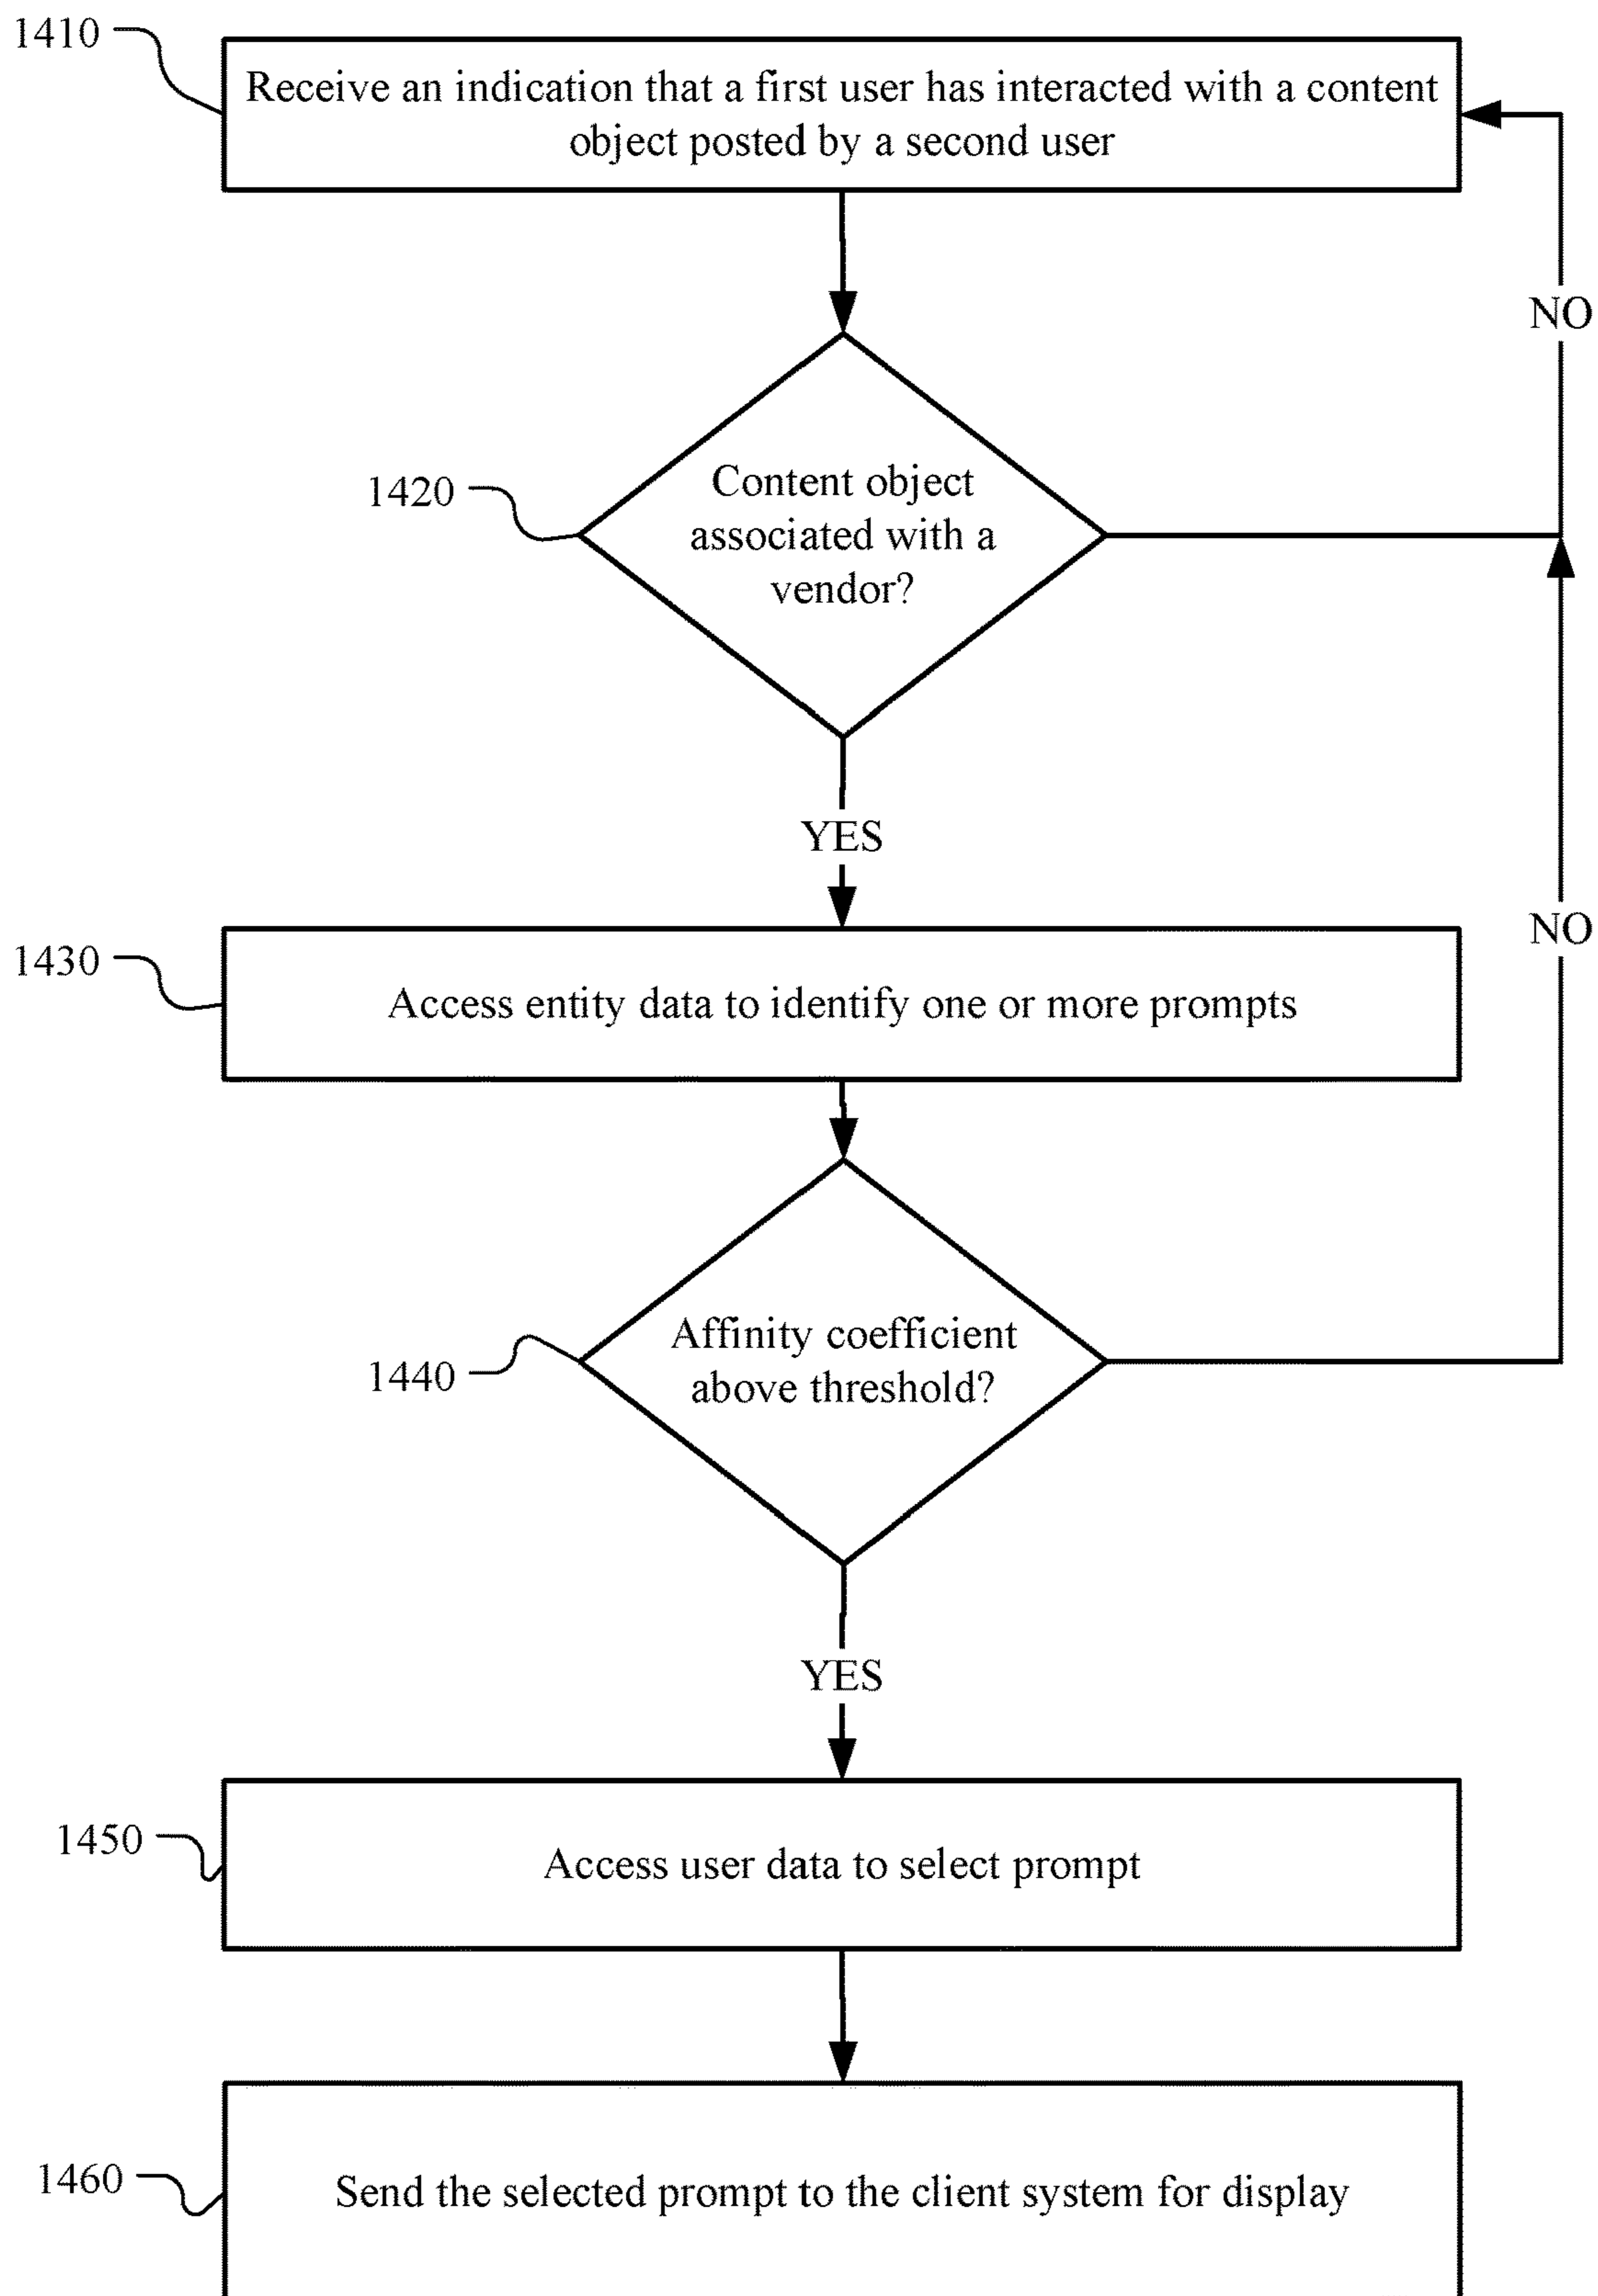 1410
Receive an indication that a first user has interacted with a content
object posted by a second user
NO
1420
Content object
associated with a
vendor?
YES
NO
1430
Access entity data to identify one or more prompts
1440
Affinity coefficient
above threshold?
YES
1450
Access user data to select prompt
1460
Send the selected prompt to the client system for display